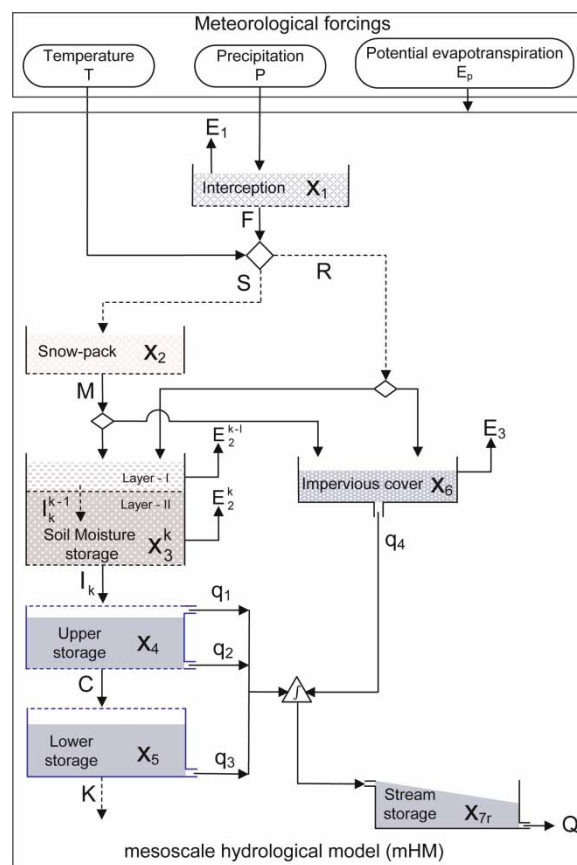 Meteorological forcings
Temperature
T
Precipitation
P
Potential evapotranspiration
Eₚ
E₁
Interception X₁
F
S
R
Snow-pack X₂
M
E₂ᵏ⁻ˡ
E₃
Layer - I
Layer - II
Iₖᵏ⁻¹
E₂ᵏ
Soil Moisture
storage X₃ᵏ
Impervious cover X₆
q₄
Iₖ
q₁
Upper
storage X₄
q₂
C
Lower
storage X₅
q₃
K
∫
Stream
storage X₇ᵣ
Q
mesoscale hydrological model (mHM)